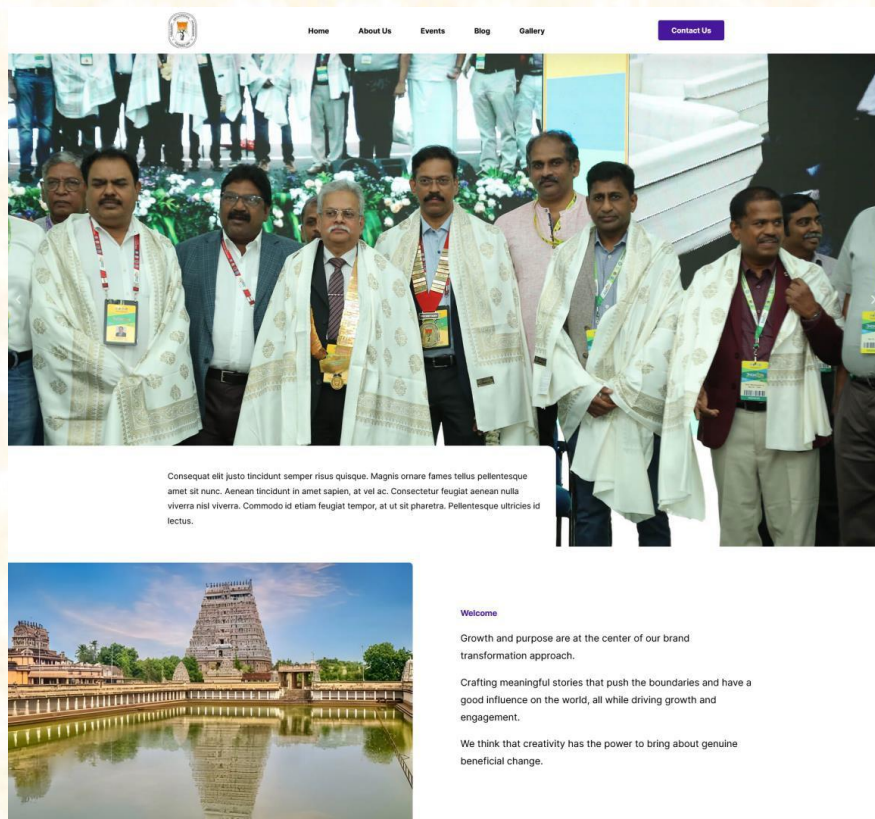 Home
About Us
Events
Blog
Gallery
Contact Us
Consequat elit justo tincidunt semper risus quisque. Magnis ornare fames tellus pellentesque
amet sit nunc. Aenean tincidunt in amet sapien, at vel ac. Consectetur feugiat aenean nulla
viverra nisl viverra. Commodo id etiam feugiat tempor, at ut sit pharetra. Pellentesque ultricies id
lectus.
Welcome
Growth and purpose are at the center of our brand
transformation approach.
Crafting meaningful stories that push the boundaries and have a
good influence on the world, all while driving growth and
engagement.
We think that creativity has the power to bring about genuine
beneficial change.